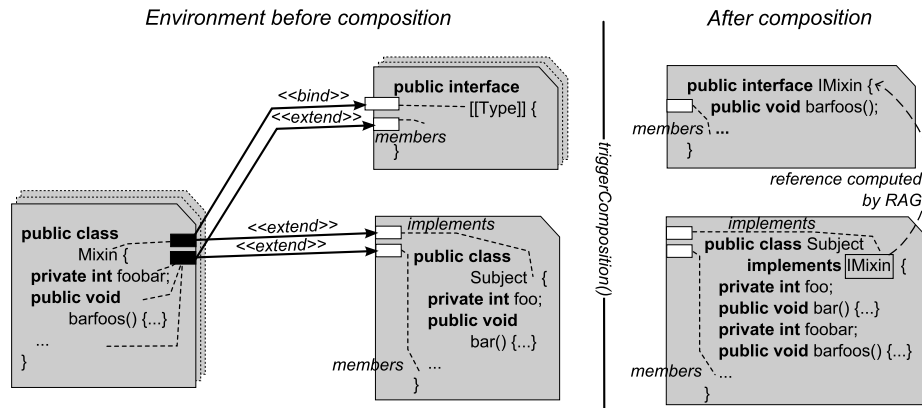 Environment before composition
After composition
<<bind>>
<<extend>>
public interface
[[Type]] {
members
}
public class
Mixin {
private int foobar;
public void
barfoos() {...}
...
}
<<extend>>
<<extend>>
implements
public class
Subject {
private int foo;
public void
bar() {...}
members ...
}
triggerComposition()
public interface IMixin {
public void barfoos();
members ...
}
reference computed
by RAG
implements
public class Subject
implements IMixin {
private int foo;
public void bar() {...}
private int foobar;
public void barfoos() {...}
members ...
}